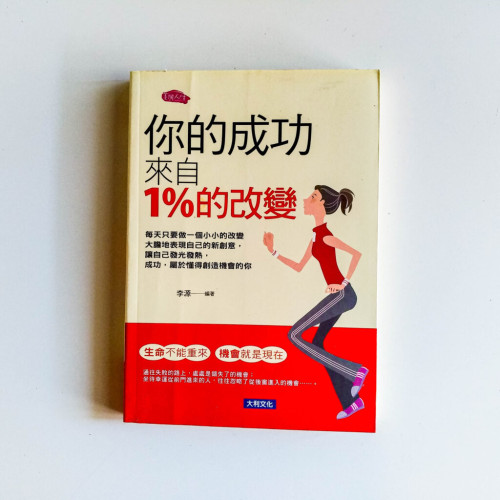 你的成功
來自
1%的改變
每天只要做一個小小的改變
大膽地表現自己的新創意，
讓自己發光發熱，
成功，屬於懂得創造機會的你
李源——編著
生命不能重來 機會就是現在
通往失敗的路上，處處是錯失了的機會；
坐待幸運從前門進來的人，往往忽略了從後窗進入的機會……。
大利文化